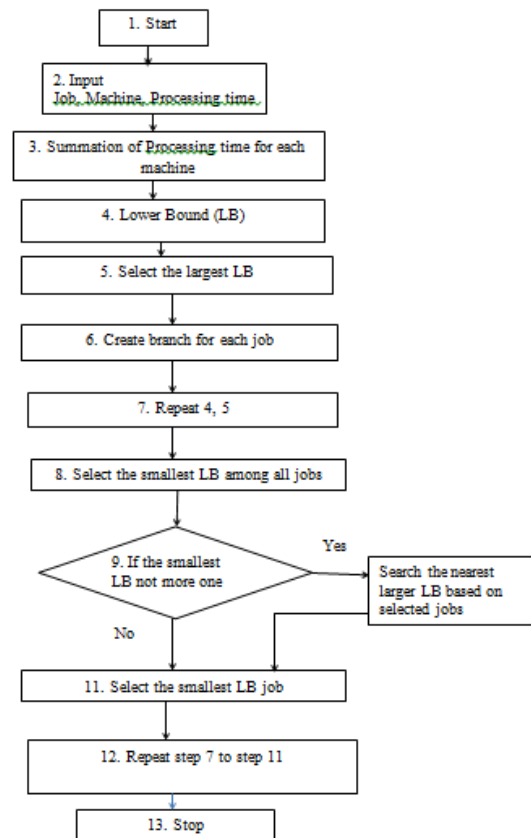 1. Start
2. Input
Job, Machine, Processing time
3. Summation of Processing time for each
machine
4. Lower Bound (LB)
5. Select the largest LB
6. Create branch for each job
7. Repeat 4, 5
8. Select the smallest LB among all jobs
9. If the smallest
LB not more one
Yes
Search the nearest
larger LB based on
selected jobs
No
11. Select the smallest LB job
12. Repeat step 7 to step 11
13. Stop